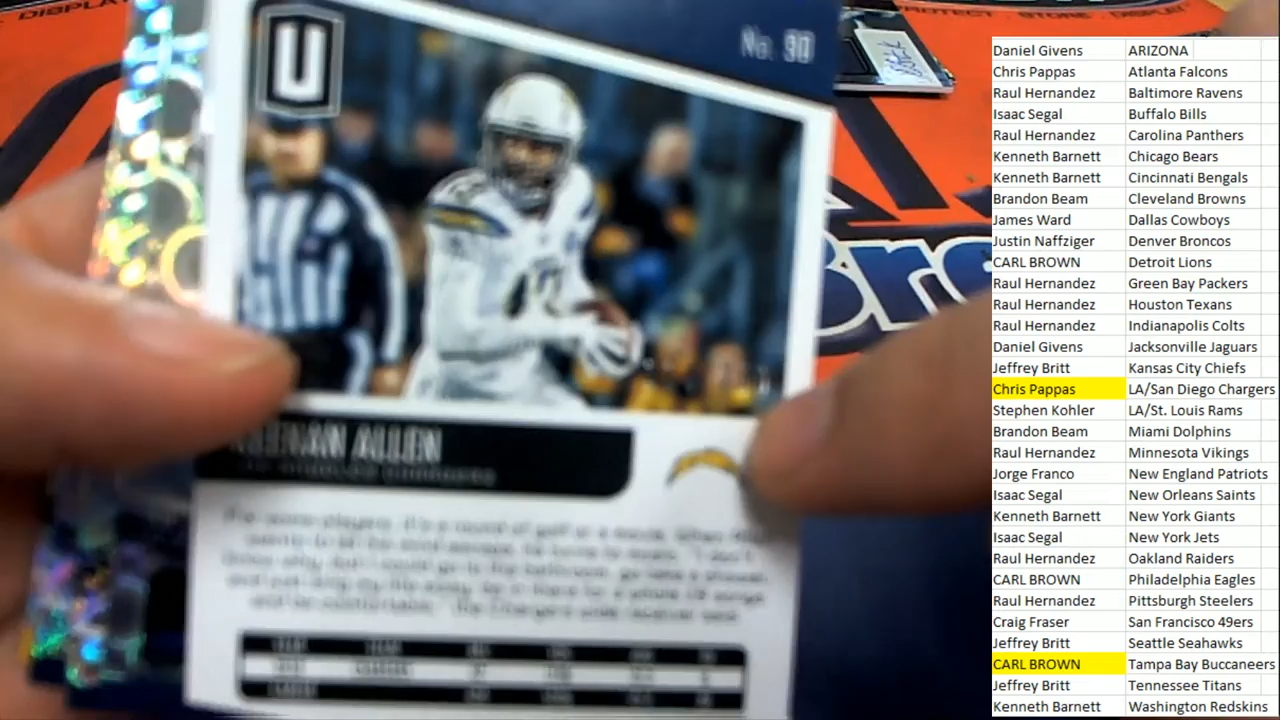 PROTECT · STORE · DISPLAY
U
No. 90
KEENAN ALLEN
Daniel Givens ARIZONA
Chris Pappas Atlanta Falcons
Raul Hernandez Baltimore Ravens
Isaac Segal Buffalo Bills
Raul Hernandez Carolina Panthers
Kenneth Barnett Chicago Bears
Kenneth Barnett Cincinnati Bengals
Brandon Beam Cleveland Browns
James Ward Dallas Cowboys
Justin Naffziger Denver Broncos
CARL BROWN Detroit Lions
Raul Hernandez Green Bay Packers
Raul Hernandez Houston Texans
Raul Hernandez Indianapolis Colts
Daniel Givens Jacksonville Jaguars
Jeffrey Britt Kansas City Chiefs
Chris Pappas LA/San Diego Chargers
Stephen Kohler LA/St. Louis Rams
Brandon Beam Miami Dolphins
Raul Hernandez Minnesota Vikings
Jorge Franco New England Patriots
Isaac Segal New Orleans Saints
Kenneth Barnett New York Giants
Isaac Segal New York Jets
Raul Hernandez Oakland Raiders
CARL BROWN Philadelphia Eagles
Raul Hernandez Pittsburgh Steelers
Craig Fraser San Francisco 49ers
Jeffrey Britt Seattle Seahawks
CARL BROWN Tampa Bay Buccaneers
Jeffrey Britt Tennessee Titans
Kenneth Barnett Washington Redskins